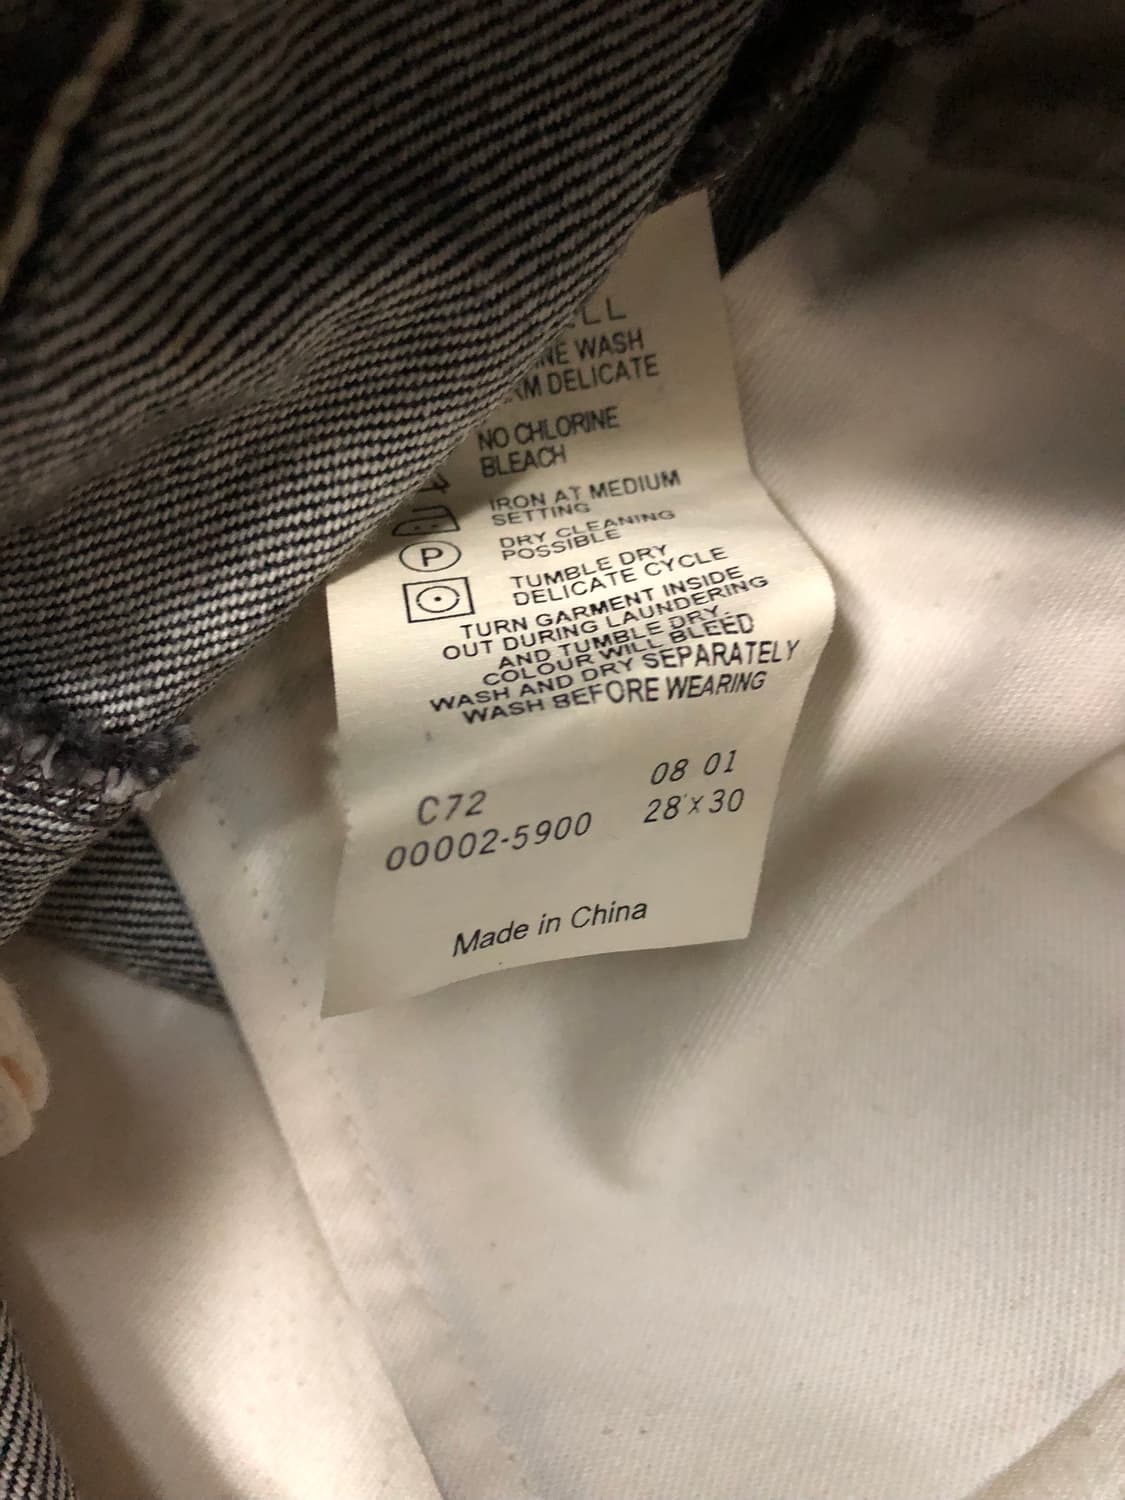 WASH
DELICATE
NO CHLORINE
BLEACH
IRON AT MEDIUM
SETTING
P
DRY CLEANING
POSSIBLE
TUMBLE DRY
DELICATE CYCLE
TURN GARMENT INSIDE
OUT DURING LAUNDERING
AND TUMBLE DRY.
COLOUR WILL BLEED
WASH AND DRY SEPARATELY
WASH BEFORE WEARING
C72 08 01
00002-5900 28 x 30
Made in China